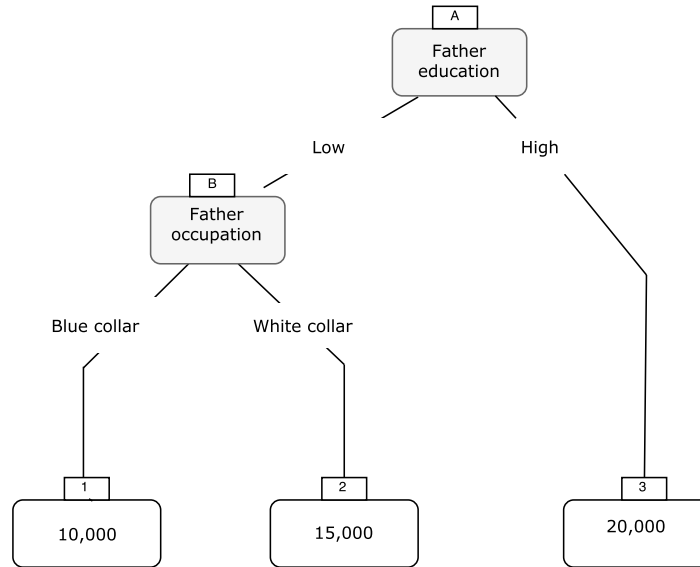 A
Father
education
Low
High
B
Father
occupation
Blue collar
White collar
1
2
3
10,000
15,000
20,000